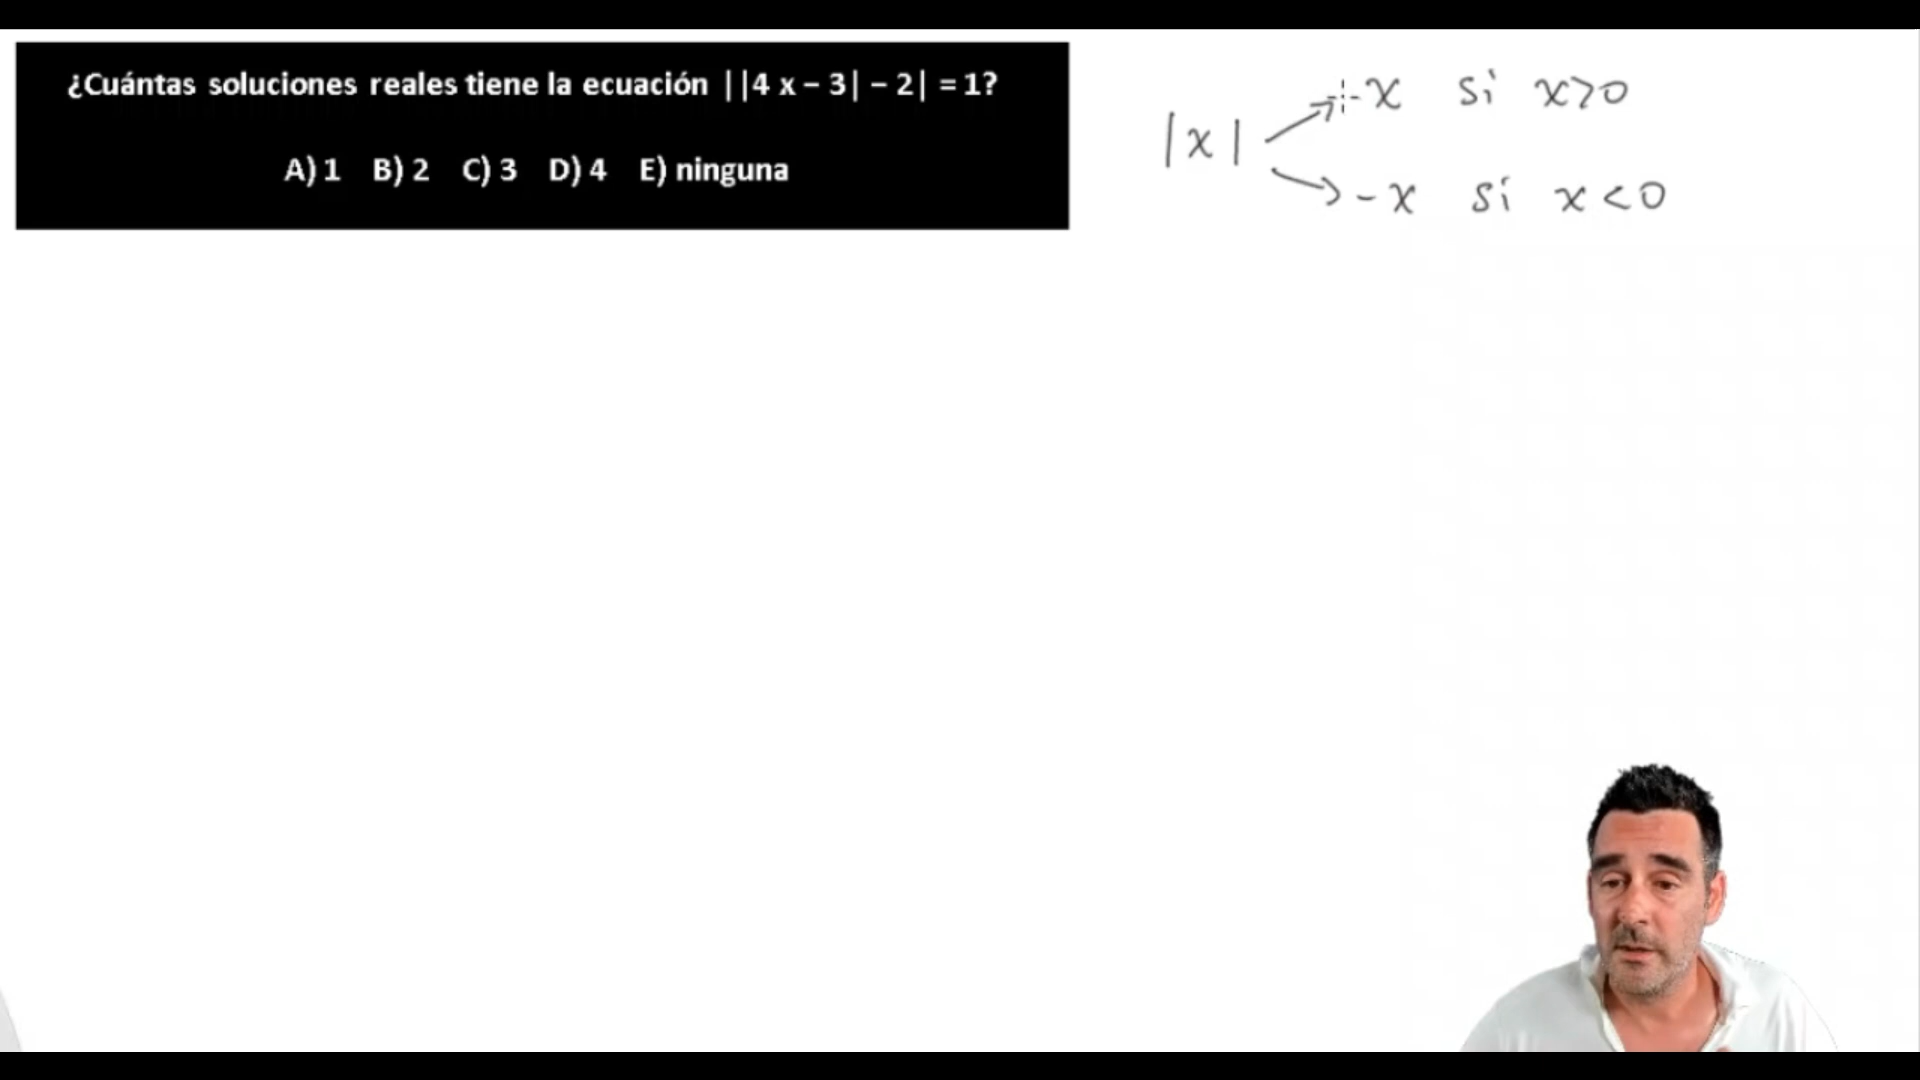 ¿Cuántas soluciones reales tiene la ecuación ||4 x – 3| – 2| = 1?
A) 1 B) 2 C) 3 D) 4 E) ninguna
|x|
+x si x>0
-x si x<0